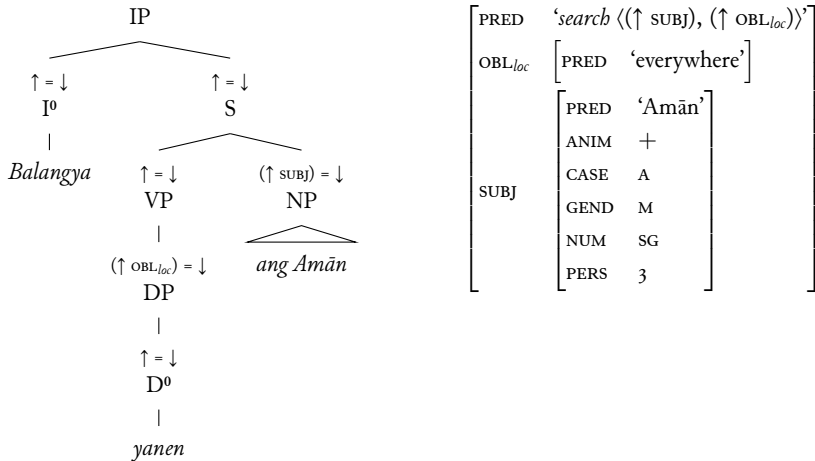 IP
↑ = ↓ ↑ = ↓
I⁰ S
Balangya ↑ = ↓ (↑ SUBJ) = ↓
VP NP
(↑ OBL_loc) = ↓ ang Amān
DP
↑ = ↓
D⁰
yanen
PRED ‘search ⟨(↑ SUBJ), (↑ OBL_loc)⟩’
OBL_loc [PRED ‘everywhere’]
PRED ‘Amān’
ANIM +
CASE A
SUBJ GEND M
NUM SG
PERS 3